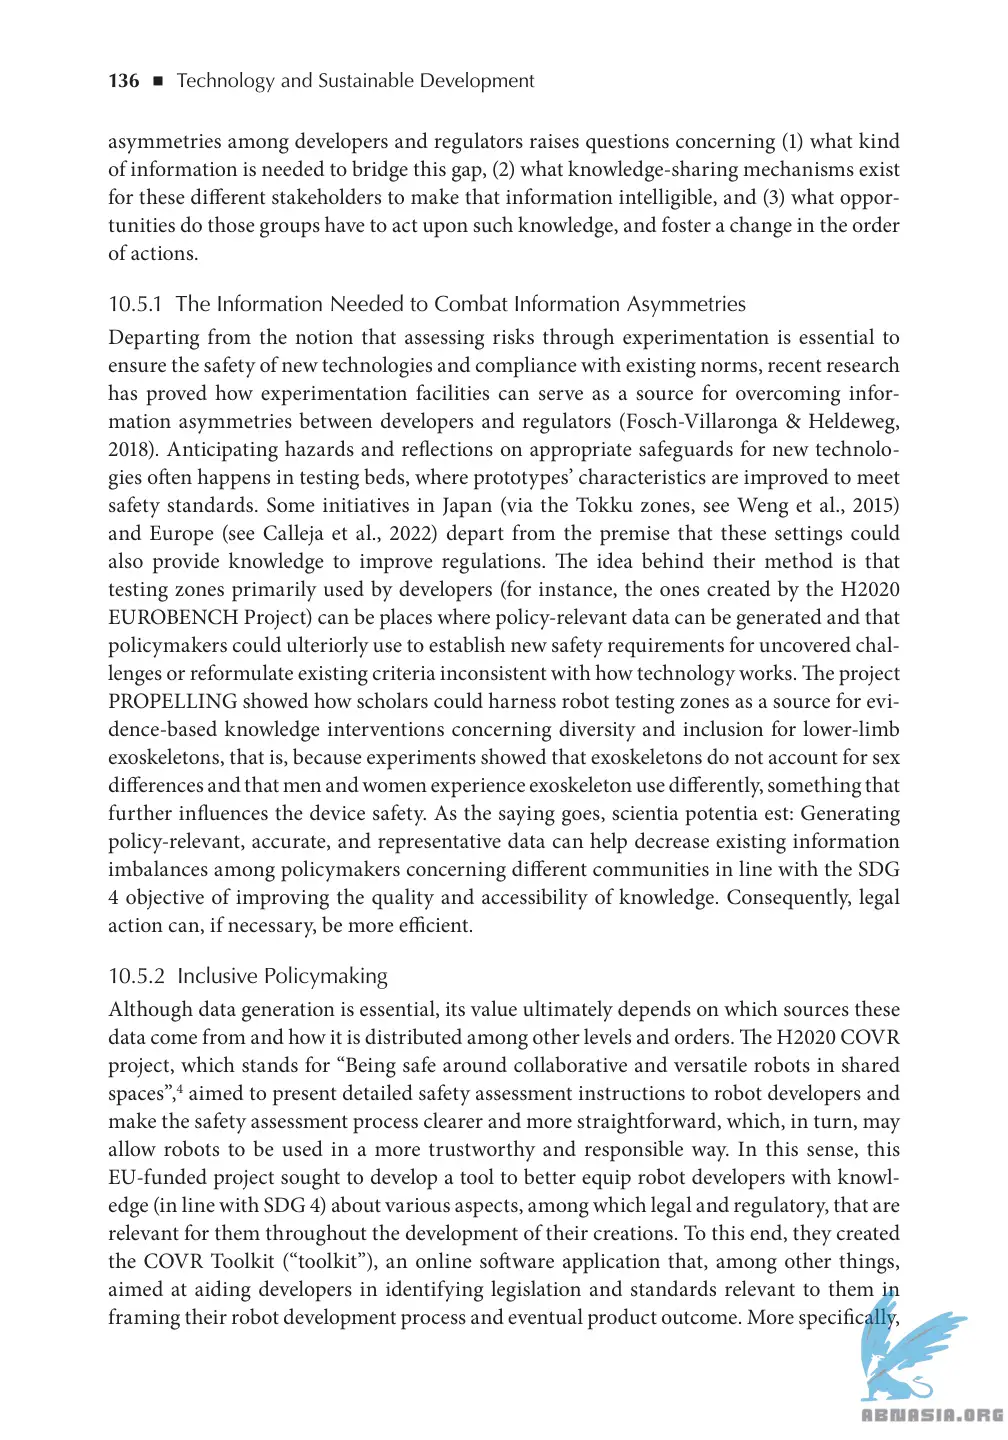 136 ■ Technology and Sustainable Development
asymmetries among developers and regulators raises questions concerning (1) what kind
of information is needed to bridge this gap, (2) what knowledge-sharing mechanisms exist
for these different stakeholders to make that information intelligible, and (3) what oppor-
tunities do those groups have to act upon such knowledge, and foster a change in the order
of actions.
10.5.1 The Information Needed to Combat Information Asymmetries
Departing from the notion that assessing risks through experimentation is essential to
ensure the safety of new technologies and compliance with existing norms, recent research
has proved how experimentation facilities can serve as a source for overcoming infor-
mation asymmetries between developers and regulators (Fosch-Villaronga & Heldeweg,
2018). Anticipating hazards and reflections on appropriate safeguards for new technolo-
gies often happens in testing beds, where prototypes’ characteristics are improved to meet
safety standards. Some initiatives in Japan (via the Tokku zones, see Weng et al., 2015)
and Europe (see Calleja et al., 2022) depart from the premise that these settings could
also provide knowledge to improve regulations. The idea behind their method is that
testing zones primarily used by developers (for instance, the ones created by the H2020
EUROBENCH Project) can be places where policy-relevant data can be generated and that
policymakers could ulteriorly use to establish new safety requirements for uncovered chal-
lenges or reformulate existing criteria inconsistent with how technology works. The project
PROPELLING showed how scholars could harness robot testing zones as a source for evi-
dence-based knowledge interventions concerning diversity and inclusion for lower-limb
exoskeletons, that is, because experiments showed that exoskeletons do not account for sex
differences and that men and women experience exoskeleton use differently, something that
further influences the device safety. As the saying goes, scientia potentia est: Generating
policy-relevant, accurate, and representative data can help decrease existing information
imbalances among policymakers concerning different communities in line with the SDG
4 objective of improving the quality and accessibility of knowledge. Consequently, legal
action can, if necessary, be more efficient.
10.5.2 Inclusive Policymaking
Although data generation is essential, its value ultimately depends on which sources these
data come from and how it is distributed among other levels and orders. The H2020 COVR
project, which stands for “Being safe around collaborative and versatile robots in shared
spaces”,4 aimed to present detailed safety assessment instructions to robot developers and
make the safety assessment process clearer and more straightforward, which, in turn, may
allow robots to be used in a more trustworthy and responsible way. In this sense, this
EU-funded project sought to develop a tool to better equip robot developers with knowl-
edge (in line with SDG 4) about various aspects, among which legal and regulatory, that are
relevant for them throughout the development of their creations. To this end, they created
the COVR Toolkit (“toolkit”), an online software application that, among other things,
aimed at aiding developers in identifying legislation and standards relevant to them in
framing their robot development process and eventual product outcome. More specifically,
ABNASIA.ORG